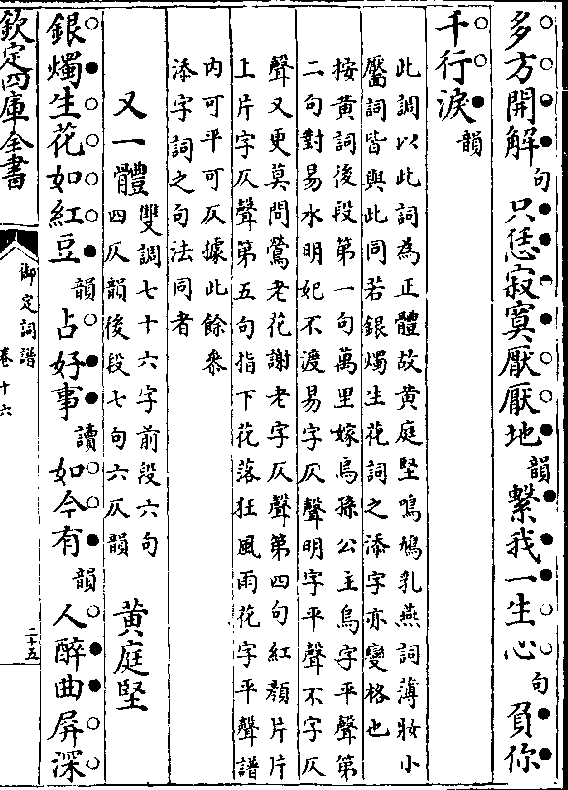 多方開解句只恁寂寞厭厭地韻繫我一生心句負你
千行淚韻
此調以此詞為正體故黄庭堅鳴鳩乳燕詞薄妝小
靨詞皆與此同若銀燭生花詞之添字亦變格也
按黄詞後段第一句萬里嫁烏孫公主烏字平聲第
二句對易水明妃不渡易字仄聲明字平聲不字仄
聲又更莫問鶯老花謝老字仄聲第四句紅顔片片
上片字仄聲第五句指下花落狂風雨花字平聲譜
内可平可仄據此餘叅
添字詞之句法同者
又一體雙調七十六字前段六句
四仄韻後段七句六仄韻
黄庭堅
銀燭生花如紅豆韻占好事讀如今有韻人醉曲屏深
欽定四庫全書
御定詞譜
卷十六
二十五